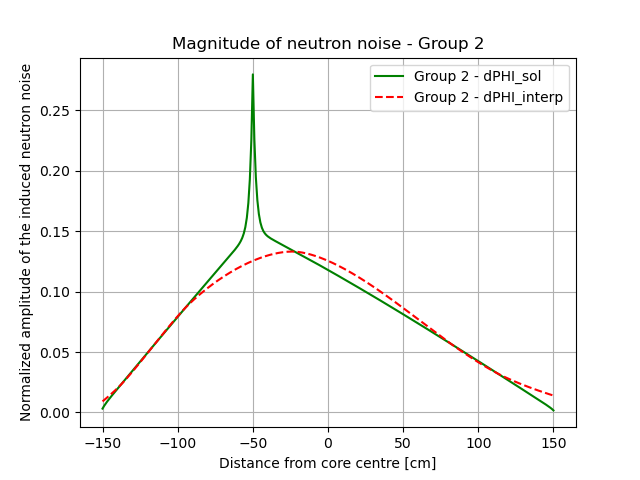 Magnitude of neutron noise - Group 2
Normalized amplitude of the induced neutron noise
Group 2 - dPHI_sol
Group 2 - dPHI_interp
0.25
0.20
0.15
0.10
0.05
0.00
−150
−100
−50
0
50
100
150
Distance from core centre [cm]